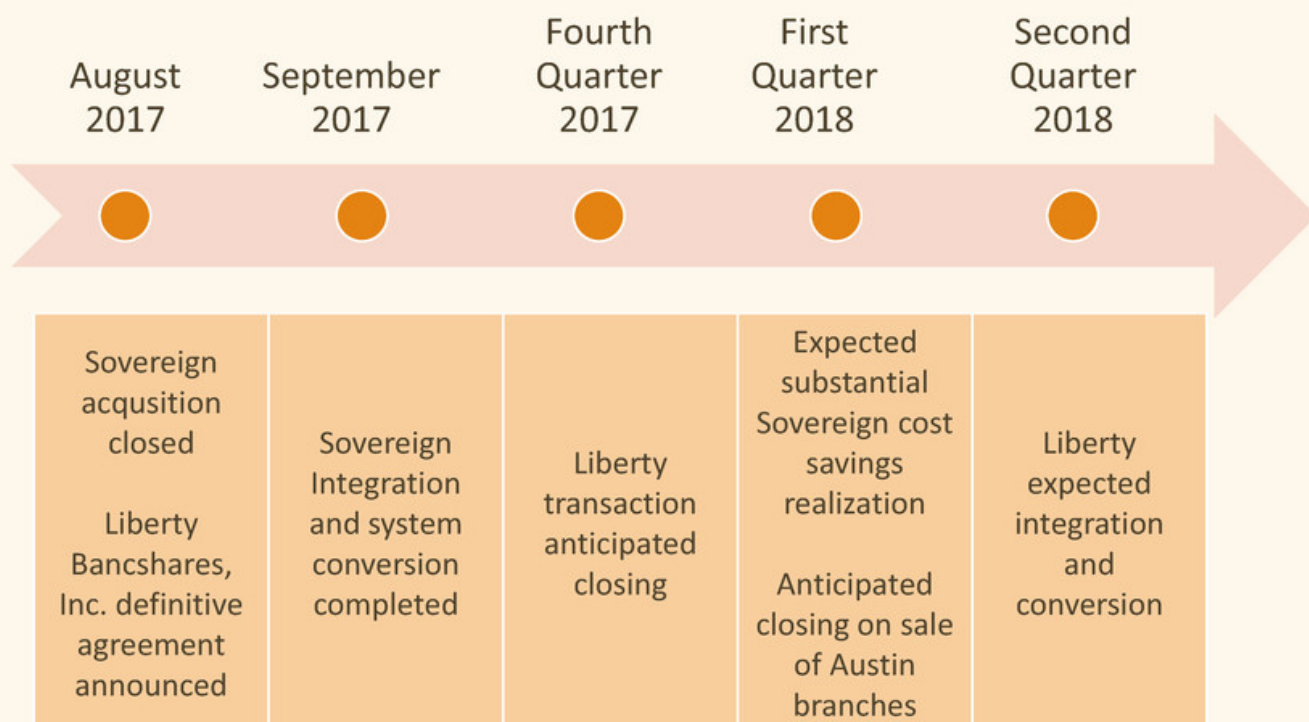 August
2017
September
2017
Fourth
Quarter
2017
First
Quarter
2018
Second
Quarter
2018
Sovereign
acqusition
closed
Liberty
Bancshares,
Inc. definitive
agreement
announced
Sovereign
Integration
and system
conversion
completed
Liberty
transaction
anticipated
closing
Expected
substantial
Sovereign cost
savings
realization
Anticipated
closing on sale
of Austin
branches
Liberty
expected
integration
and
conversion